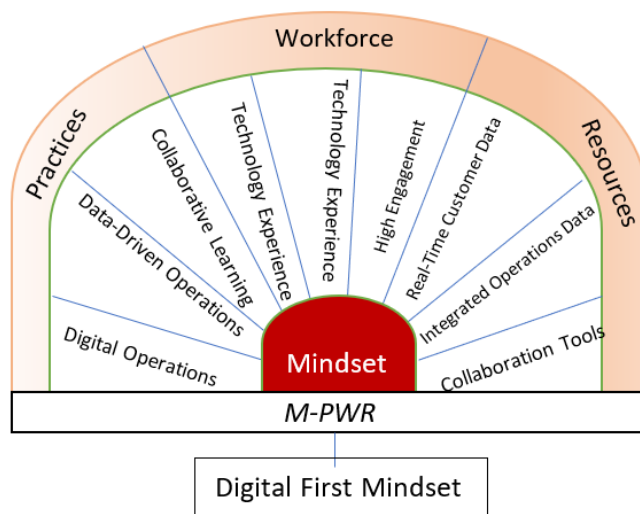 Practices
Workforce
Resources
Digital Operations
Data-Driven Operations
Collaborative Learning
Technology Experience
Technology Experience
High Engagement
Real-Time Customer Data
Integrated Operations Data
Collaboration Tools
Mindset
M-PWR
Digital First Mindset